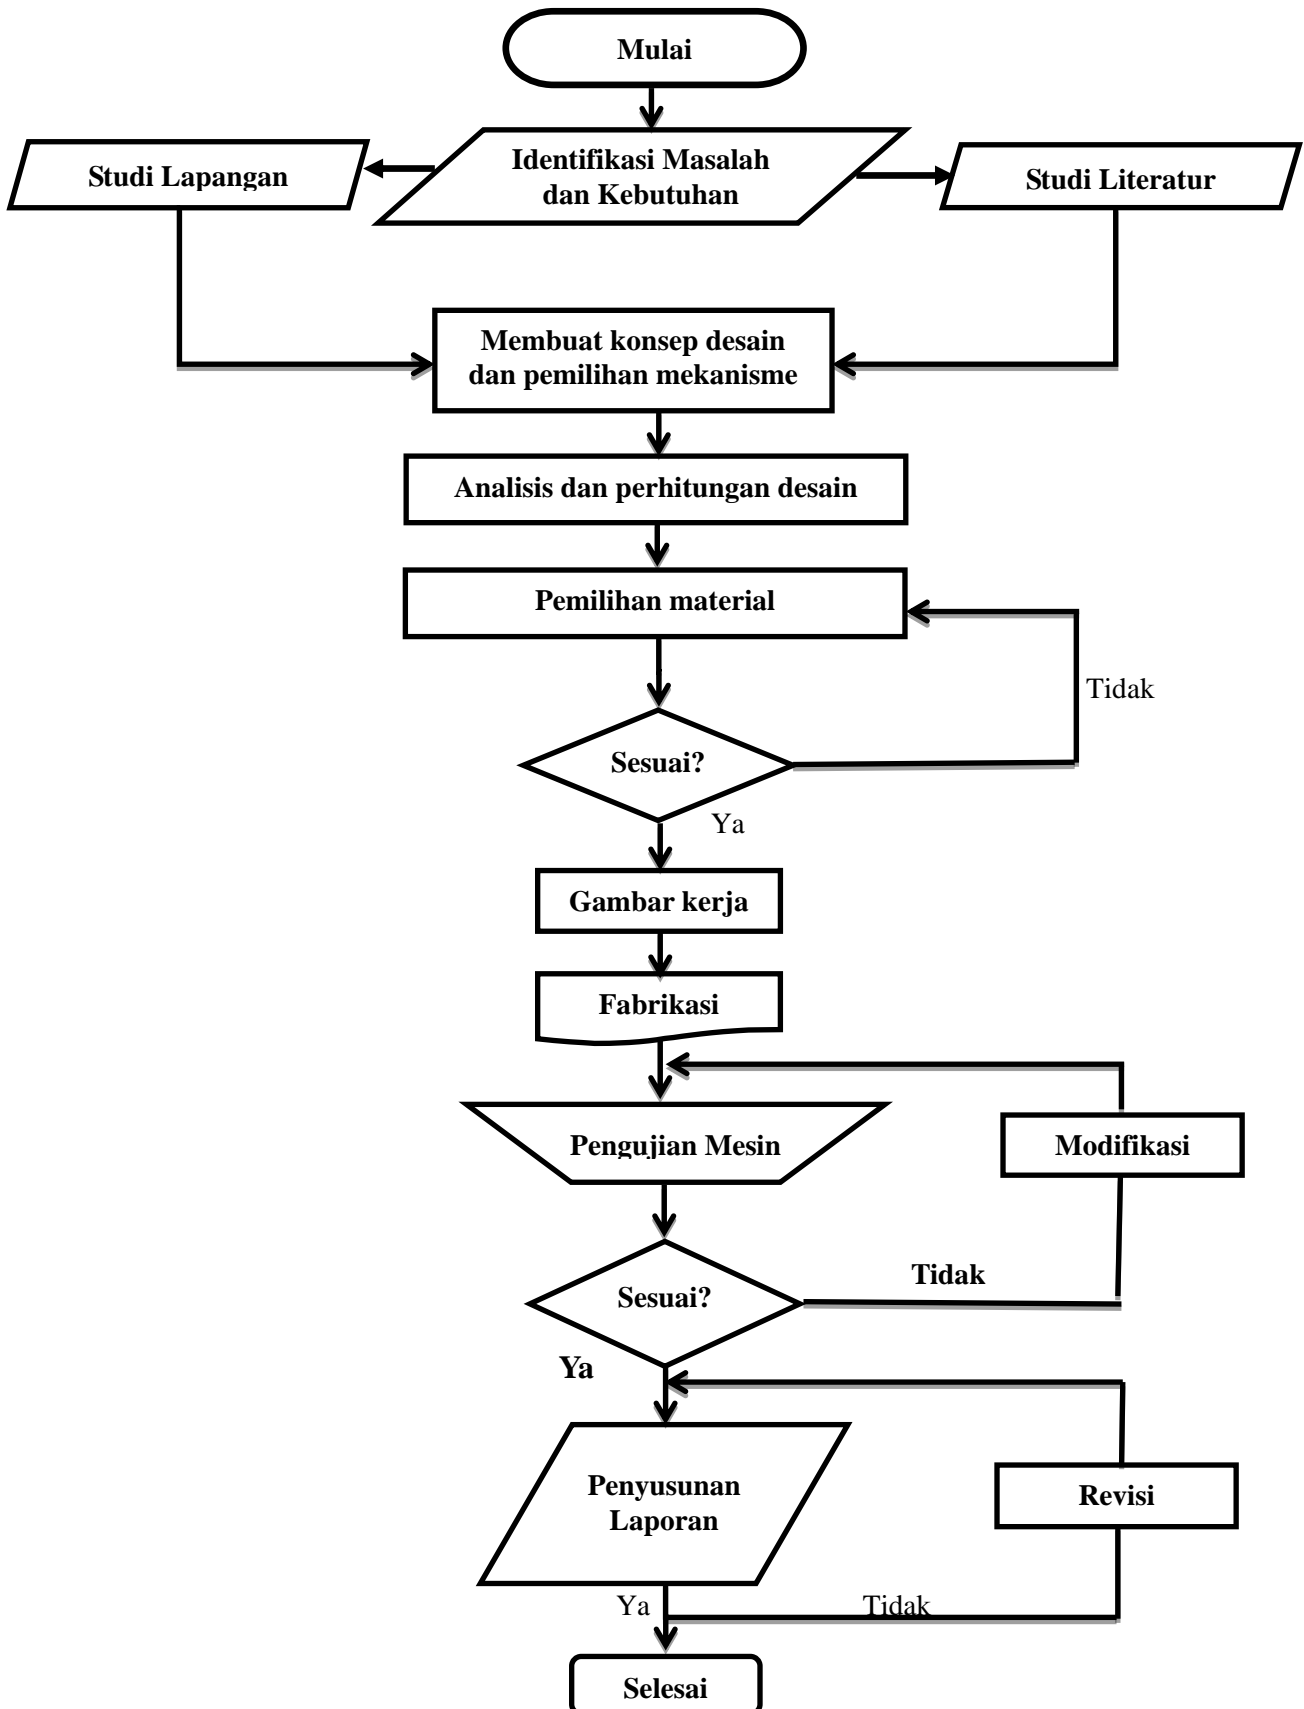 Mulai
Identifikasi Masalah
dan Kebutuhan
Studi Lapangan
Studi Literatur
Membuat konsep desain
dan pemilihan mekanisme
Analisis dan perhitungan desain
Pemilihan material
Tidak
Sesuai?
Ya
Gambar kerja
Fabrikasi
Pengujian Mesin
Modifikasi
Tidak
Sesuai?
Ya
Penyusunan
Laporan
Revisi
Ya
Tidak
Selesai